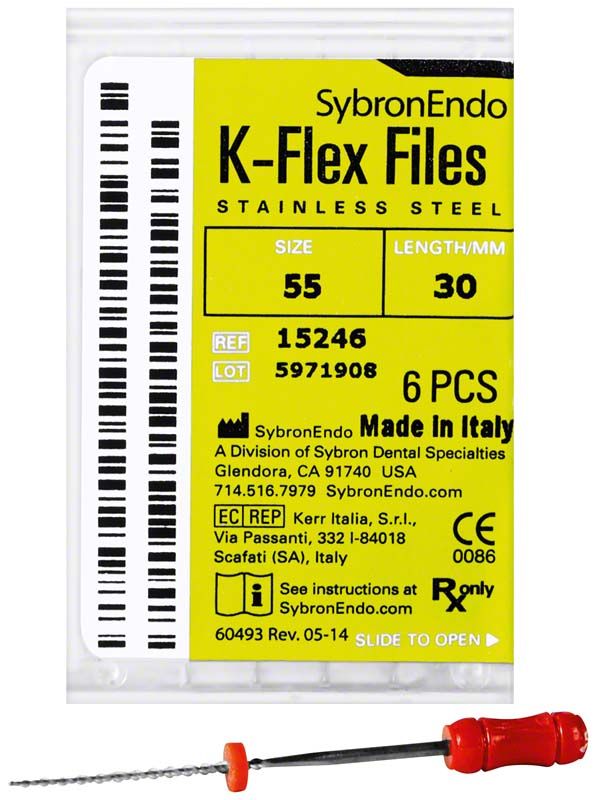 SybronEndo
K-Flex Files
STAINLESS STEEL
SIZE LENGTH/MM
55 30
REF 15246
LOT 5971908
6 PCS
SybronEndo Made in Italy
A Division of Sybron Dental Specialties
Glendora, CA 91740 USA
714.516.7979 SybronEndo.com
EC REP Kerr Italia, S.r.l.,
Via Passanti, 332 I-84018
Scafati (SA), Italy
CE
0086
i See instructions at
SybronEndo.com
Rx only
60493 Rev. 05-14 SLIDE TO OPEN